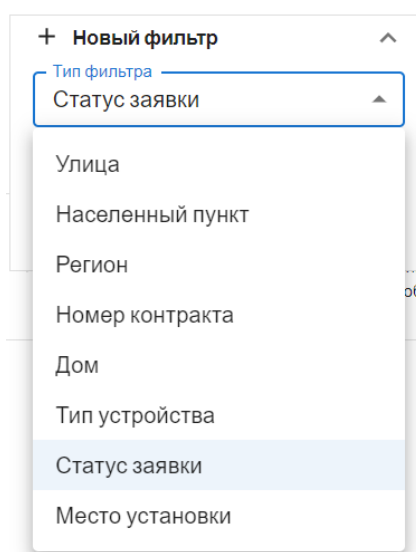 + Новый фильтр
Тип фильтра
Статус заявки
Улица
Населенный пункт
Регион
Номер контракта
Дом
Тип устройства
Статус заявки
Место установки